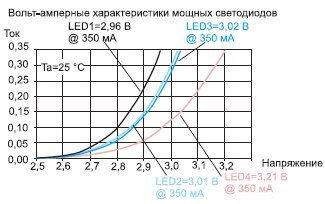 Вольт-амперные характеристики мощных светодиодов
LED1=2,96 В
@ 350 мА
LED3=3,02 В
@ 350 мА
Ток
0,35
0,30
0,25
0,20
0,15
0,10
0,05
0,00
Ta=25 °C
2,5 2,6 2,7 2,8 2,9 3,0 3,1 3,2
Напряжение
LED2=3,01 В
@ 350 мА
LED4=3,21 В
@ 350 мА